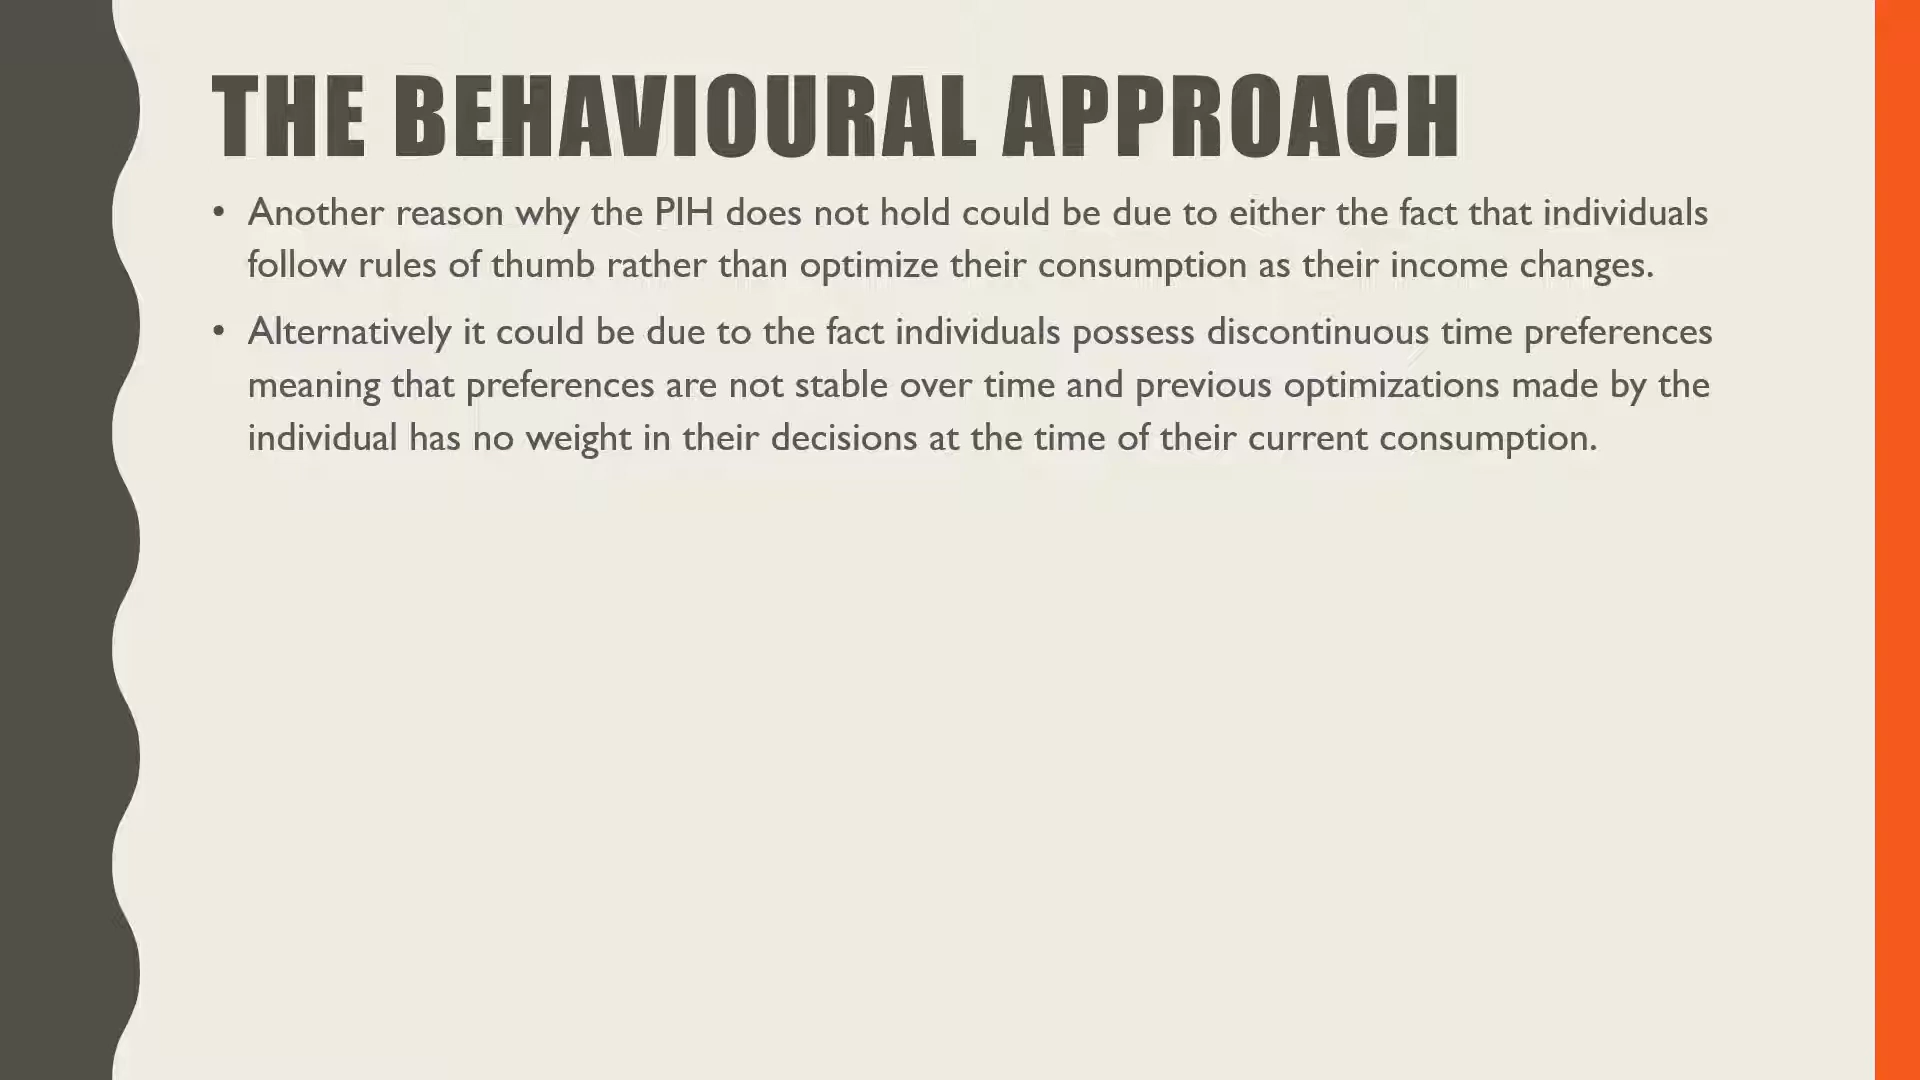 THE BEHAVIOURAL APPROACH
• Another reason why the PIH does not hold could be due to either the fact that individuals
follow rules of thumb rather than optimize their consumption as their income changes.
• Alternatively it could be due to the fact individuals possess discontinuous time preferences
meaning that preferences are not stable over time and previous optimizations made by the
individual has no weight in their decisions at the time of their current consumption.